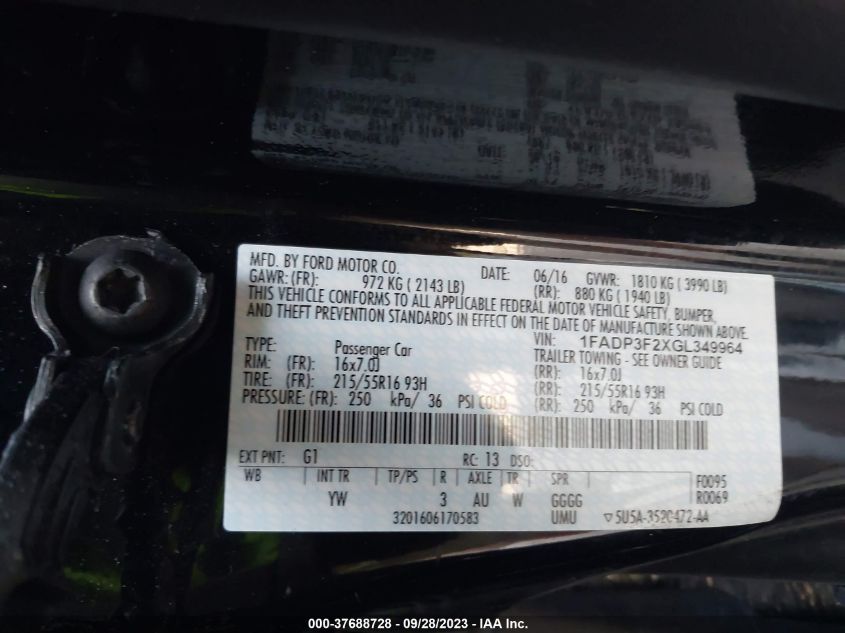 MFD. BY FORD MOTOR CO. DATE: 06/16 GVWR: 1810 KG ( 3990 LB)
GAWR: (FR): 972 KG ( 2143 LB) (RR): 880 KG ( 1940 LB)
THIS VEHICLE CONFORMS TO ALL APPLICABLE FEDERAL MOTOR VEHICLE SAFETY, BUMPER,
AND THEFT PREVENTION STANDARDS IN EFFECT ON THE DATE OF MANUFACTURE SHOWN ABOVE.
VIN: 1FADP3F2XGL349964
TYPE: Passenger Car TRAILER TOWING - SEE OWNER GUIDE
RIM: (FR): 16x7.0J (RR): 16x7.0J
TIRE: (FR): 215/55R16 93H (RR): 215/55R16 93H
PRESSURE: (FR): 250 kPa/ 36 PSI COLD (RR): 250 kPa/ 36 PSI COLD
EXT PNT: G1 RC: 13 DSO:
WB INT TR TP/PS R AXLE TR SPR F0095
YW 3 AU W GGGG R0069
3201606170583 UMU ▽5U5A-3520472-AA
000-37688728 - 09/28/2023 - IAA Inc.